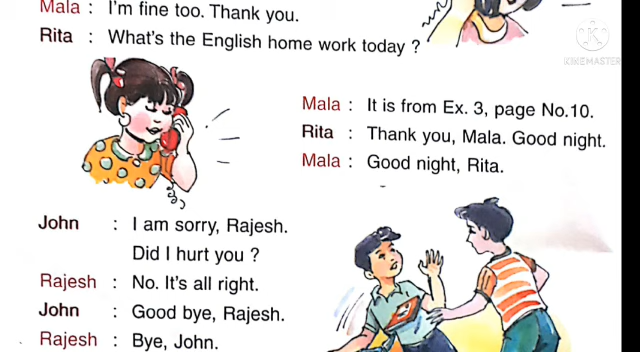 Mala : I'm fine too. Thank you.
Rita : What's the English home work today ?
KINEMASTER
Mala : It is from Ex. 3, page No.10.
Rita : Thank you, Mala. Good night.
Mala : Good night, Rita.
John : I am sorry, Rajesh.
Did I hurt you ?
Rajesh : No. It's all right.
John : Good bye, Rajesh.
Rajesh : Bye, John.